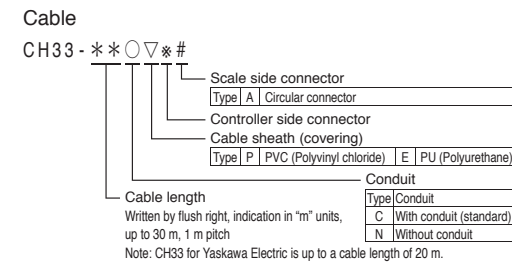 Cable
CH33-＊＊○▽※#
Scale side connector
Type A Circular connector
Controller side connector
Cable sheath (covering)
Type P PVC (Polyvinyl chloride) E PU (Polyurethane)
Conduit
Type Conduit
C With conduit (standard)
N Without conduit
Cable length
Written by flush right, indication in “m” units,
up to 30 m, 1 m pitch
Note: CH33 for Yaskawa Electric is up to a cable length of 20 m.